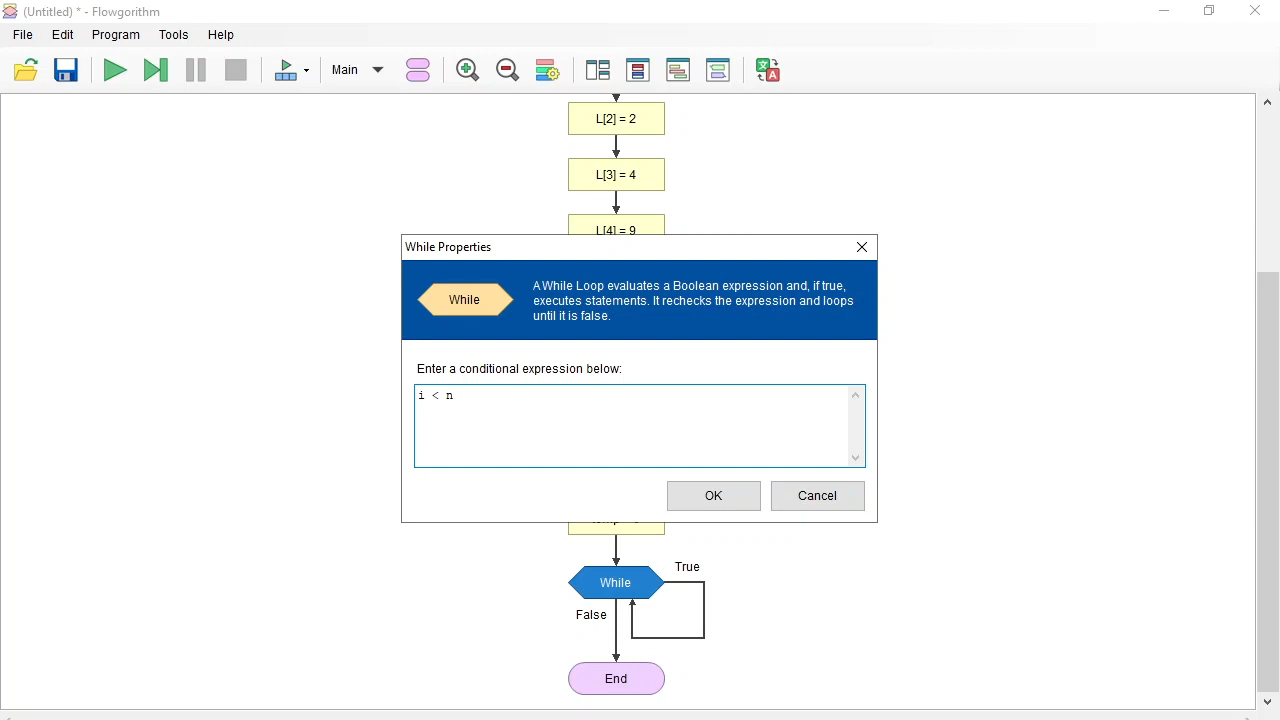 (Untitled) * - Flowgorithm
File Edit Program Tools Help
Main
L[2] = 2
L[3] = 4
L[4] = 9
While Properties
While
A While Loop evaluates a Boolean expression and, if true,
executes statements. It rechecks the expression and loops
until it is false.
Enter a conditional expression below:
i < n
OK Cancel
While
True
False
End